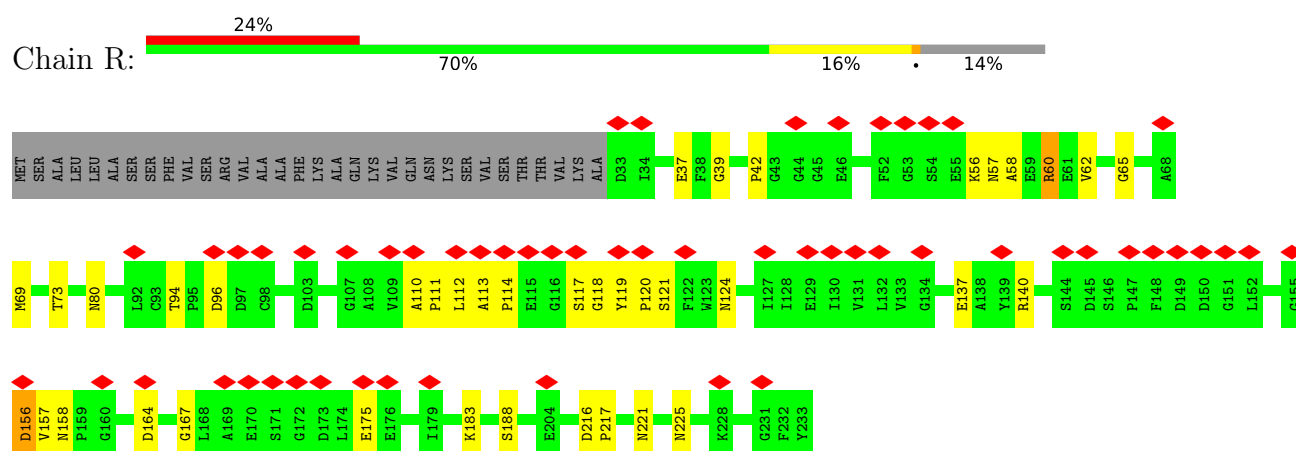 24%
Chain R:
70% 16% • 14%
MET SER ALA LEU LEU ALA SER SER PHE VAL SER ARG VAL ALA ALA PHE LYS ALA GLN LYS VAL GLN ASN LYS SER VAL SER THR THR VAL LYS ALA D33 I34 E37 F38 G39 P42 G43 G44 G45 E46 F52 G53 S54 E55 K56 N57 A58 E59 R60 E61 V62 G65 A68
M69 T73 N80 L92 C93 T94 P95 D96 D97 C98 D103 G107 A108 V109 A110 P111 L112 A113 P114 E115 G116 S117 G118 Y119 P120 S121 F122 W123 N124 I127 I128 E129 I130 V131 L132 V133 G134 E137 A138 Y139 R140 S144 D145 S146 P147 F148 D149 D150 G151 L152 G155
D156 V157 N158 P159 G160 D164 G167 L168 A169 E170 S171 G172 D173 L174 E175 E176 I179 K183 S188 E204 D216 P217 N221 N225 K228 G231 F232 Y233